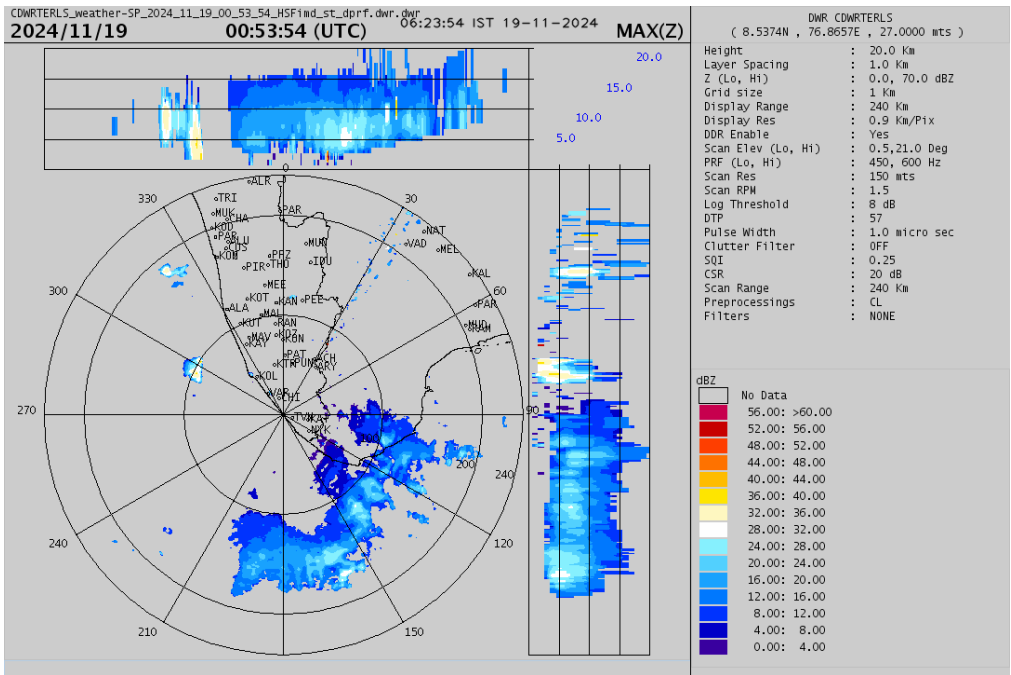 CDWRTERLS_weather-SP_2024_11_19_00_53_54_HSFimd_st_dprf.dwr.dwr
06:23:54 IST 19-11-2024
2024/11/19 00:53:54 (UTC) MAX(Z)
20.0
15.0
10.0
5.0
0
ALR
330
TRI
PAR
30
MUK
CHA
KOD
NAT
PAR
ALU
COS
MUN
VAD
MEL
KOM
PFZ
IDU
PIR
THO
KAL
MEE
300
KOT
KAN
PEE
60
PAR
ALA
MAL
KUT
RAN
MUD
MAV
KOZ
KAY
KON
PAT
ACH
KTR
PUN
ARY
KOL
VAR
CHI
270
TVM
90
NYK
100
200
240
240
120
210
150
DWR CDWRTERLS
( 8.5374N , 76.8657E , 27.0000 mts )
Height : 20.0 Km
Layer Spacing : 1.0 Km
Z (Lo, Hi) : 0.0, 70.0 dBZ
Grid size : 1 Km
Display Range : 240 Km
Display Res : 0.9 Km/Pix
DDR Enable : Yes
Scan Elev (Lo, Hi) : 0.5,21.0 Deg
PRF (Lo, Hi) : 450, 600 Hz
Scan Res : 150 mts
Scan RPM : 1.5
Log Threshold : 8 dB
DTP : 57
Pulse Width : 1.0 micro sec
Clutter Filter : OFF
SQI : 0.25
CSR : 20 dB
Scan Range : 240 Km
Preprocessings : CL
Filters : NONE
dBZ
No Data
56.00: >60.00
52.00: 56.00
48.00: 52.00
44.00: 48.00
40.00: 44.00
36.00: 40.00
32.00: 36.00
28.00: 32.00
24.00: 28.00
20.00: 24.00
16.00: 20.00
12.00: 16.00
8.00: 12.00
4.00: 8.00
0.00: 4.00